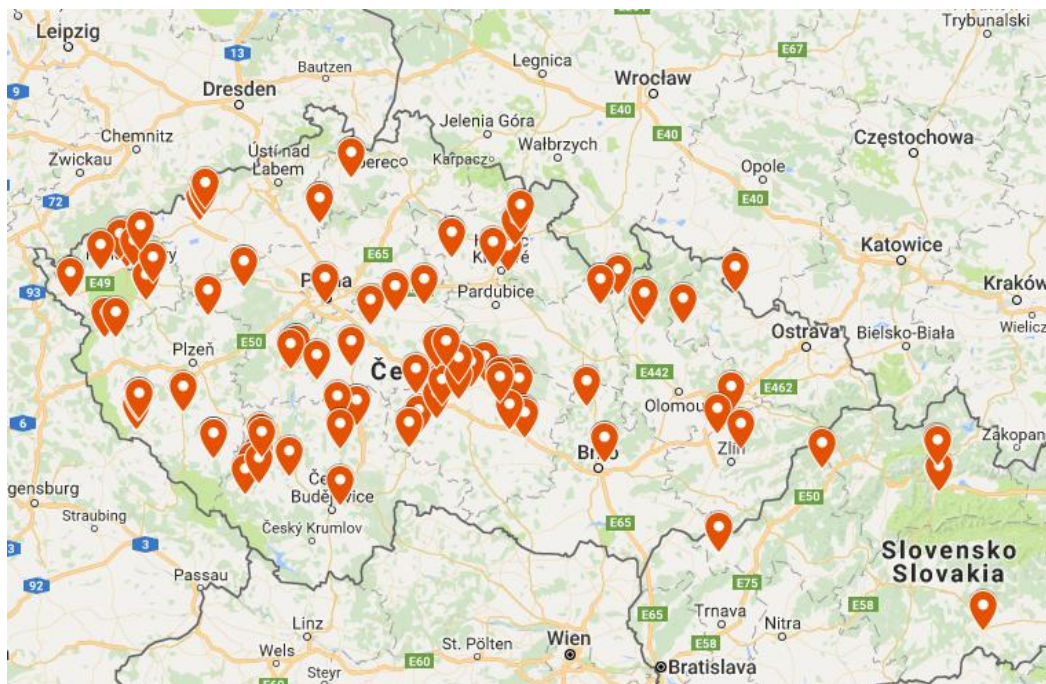 Leipzig
Trybunalski
13
E67
Bautzen
Legnica
9
Dresden
Wrocław
E40
Chemnitz
Jelenia Góra
E40
Częstochowa
Zwickau
Ústí nad
Labem
Karpacz
Wałbrzych
Opole
72
E40
E65
Katowice
93
E49
Kraków
Pardubice
Wielicz
Plzeň
E50
Ostrava
Bielsko-Biała
E442
E462
6
Olomou
Zlín
Zakopan
gensburg
Budějovice
E50
Straubing
Český Krumlov
E65
3
3
Slovensko
Slovakia
92
Passau
E75
E65
Trnava
E58
Linz
Nitra
St. Pölten
Wien
E58
Wels
E60
Bratislava
Steyr